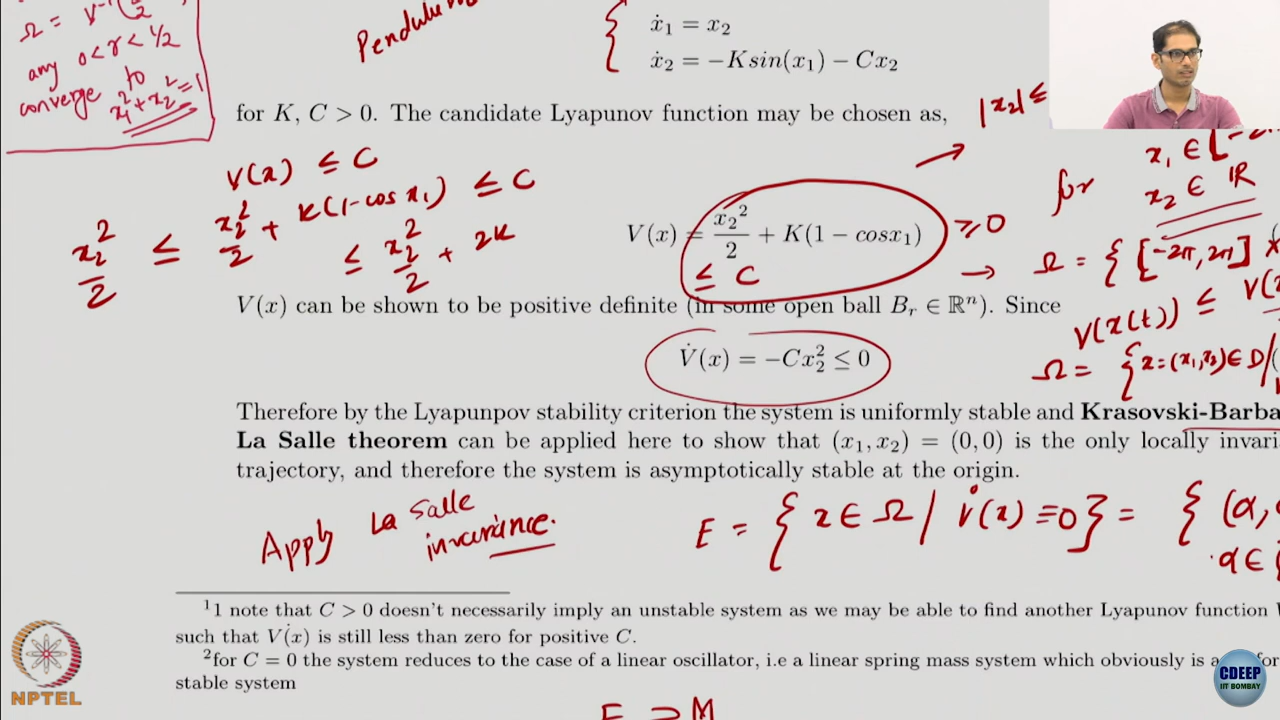 Ω = V⁻¹(
any 0 < r < 1/2
converge to
x₁² + x₂² = 1
Pendulum
ẋ₁ = x₂
ẋ₂ = −Ksin(x₁) − Cx₂
for K, C > 0. The candidate Lyapunov function may be chosen as,
|x₂| ≤
for x₁ ∈ [−2π
x₂ ∈ ℝ
V(x) ≤ C
x₂²/2 ≤ x₂²/2 + K(1−cos x₁) ≤ C
≤ x₂²/2 + 2K
V(x) = x₂²/2 + K(1 − cosx₁) ≥ 0
≤ C
→ Ω = { [−2π, 2π] ×
V(x) can be shown to be positive definite (in some open ball Bᵣ ∈ ℝⁿ). Since
V(x(t)) ≤ V(x
V̇(x) = −Cx₂² ≤ 0
Ω = { x=(x₁,x₂) ∈ D /
Therefore by the Lyapunpov stability criterion the system is uniformly stable and Krasovski-Barba
La Salle theorem can be applied here to show that (x₁, x₂) = (0, 0) is the only locally invari
trajectory, and therefore the system is asymptotically stable at the origin.
Apply La Salle invariance.
E = { x ∈ Ω / V̇(x) = 0 } = { (α,
α ∈
¹1 note that C > 0 doesn't necessarily imply an unstable system as we may be able to find another Lyapunov function
such that V̇(x) is still less than zero for positive C.
²for C = 0 the system reduces to the case of a linear oscillator, i.e a linear spring mass system which obviously is a
stable system
E ⊃ M
NPTEL
CDEEP
IIT BOMBAY